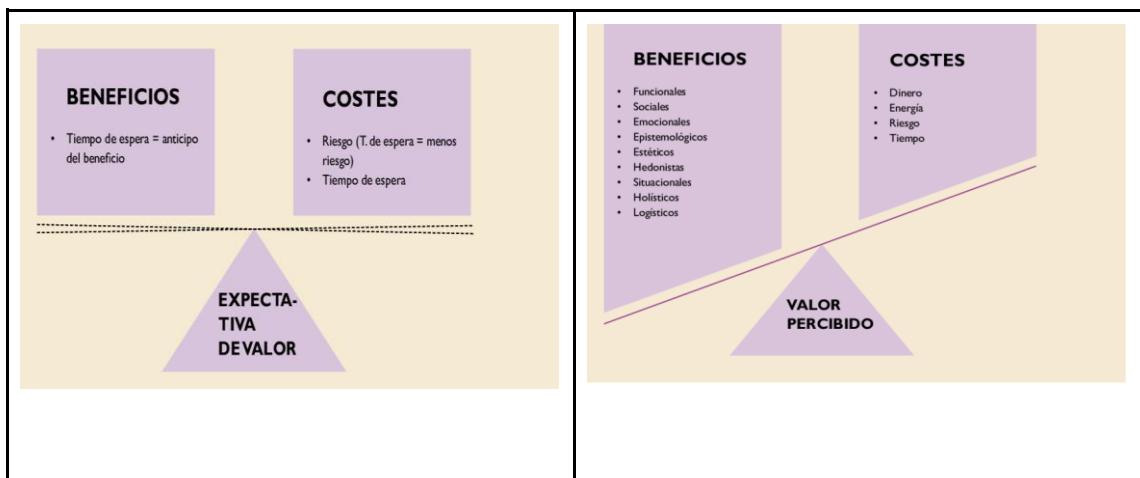 BENEFICIOS
• Tiempo de espera = anticipo
del beneficio
COSTES
• Riesgo (T. de espera = menos
riesgo)
• Tiempo de espera
EXPECTA-
TIVA
DE VALOR
BENEFICIOS
• Funcionales
• Sociales
• Emocionales
• Epistemológicos
• Estéticos
• Hedonistas
• Situacionales
• Holísticos
• Logísticos
COSTES
• Dinero
• Energía
• Riesgo
• Tiempo
VALOR
PERCIBIDO